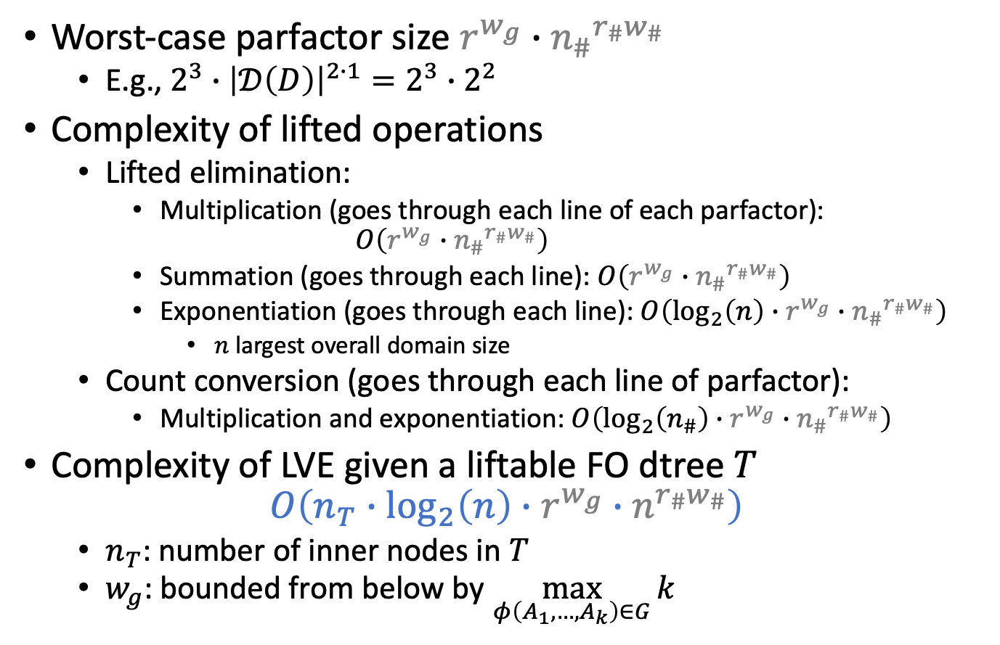 • Worst-case parfactor size r^{w_g} · n_#^{r_# w_#}
• E.g., 2^3 · |𝒟(D)|^{2·1} = 2^3 · 2^2
• Complexity of lifted operations
• Lifted elimination:
• Multiplication (goes through each line of each parfactor):
O(r^{w_g} · n_#^{r_# w_#})
• Summation (goes through each line): O(r^{w_g} · n_#^{r_# w_#})
• Exponentiation (goes through each line): O(log_2(n) · r^{w_g} · n_#^{r_# w_#})
• n largest overall domain size
• Count conversion (goes through each line of parfactor):
• Multiplication and exponentiation: O(log_2(n_#) · r^{w_g} · n_#^{r_# w_#})
• Complexity of LVE given a liftable FO dtree T
O(n_T · log_2(n) · r^{w_g} · n^{r_# w_#})
• n_T: number of inner nodes in T
• w_g: bounded from below by max_{ϕ(A_1,...,A_k)∈G} k